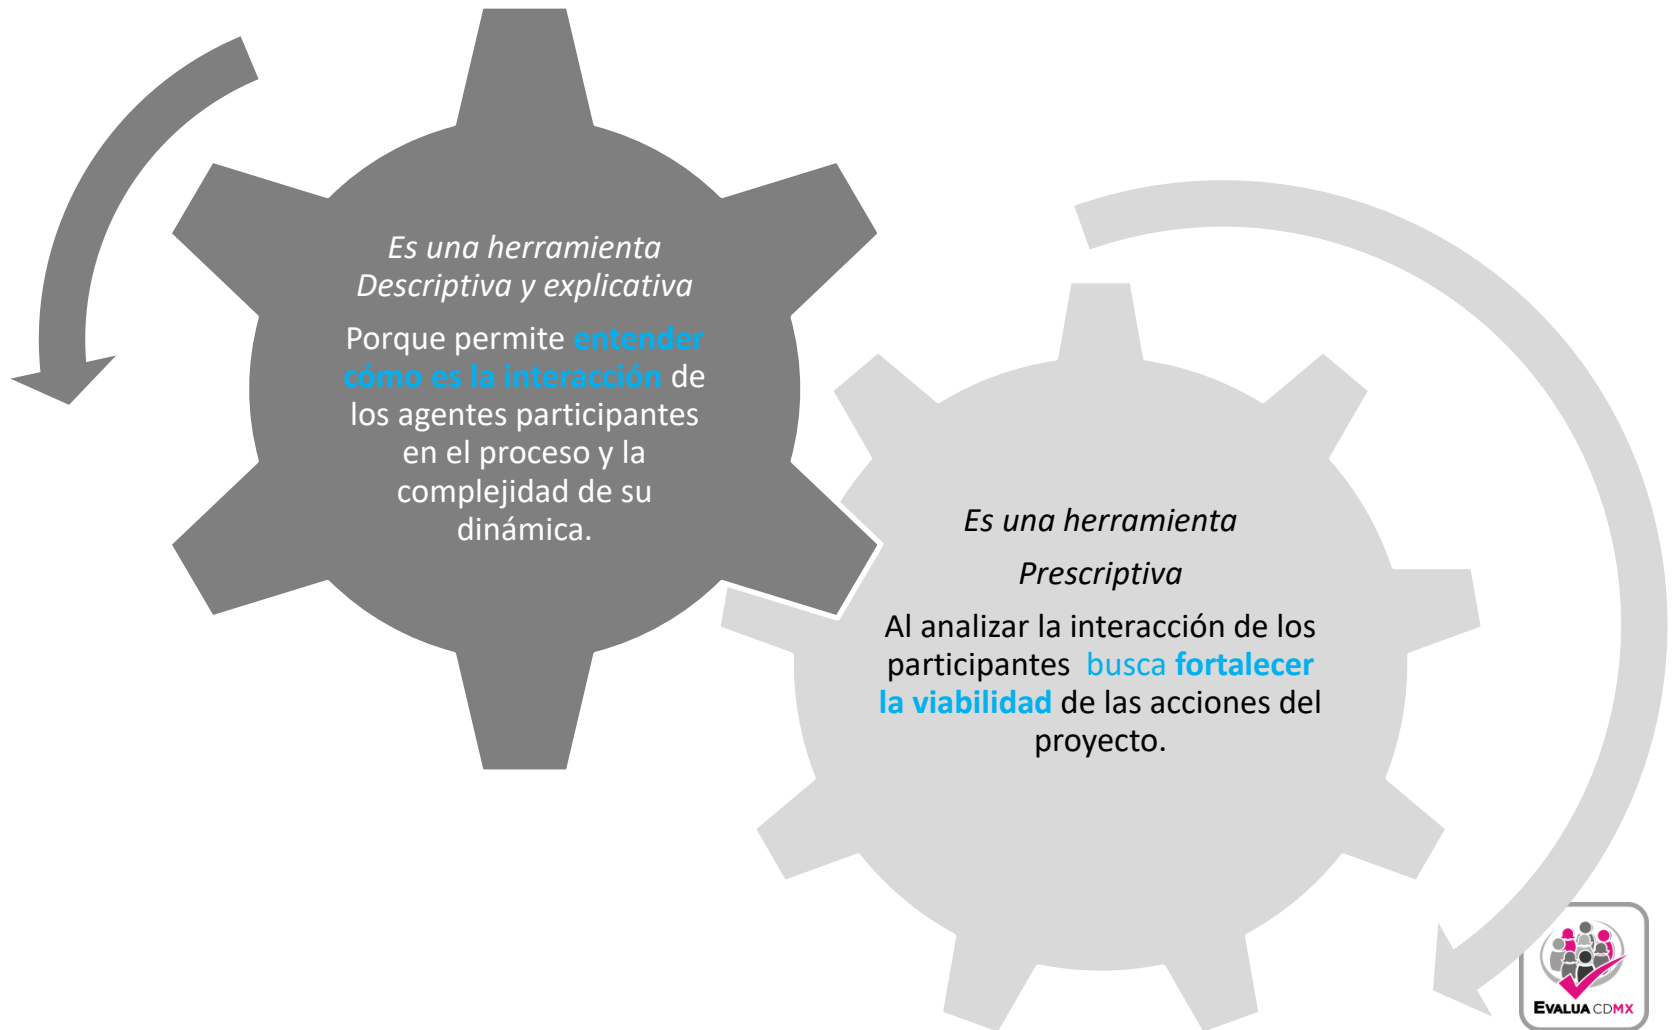 Es una herramienta
Descriptiva y explicativa
Porque permite entender
cómo es la interacción de
los agentes participantes
en el proceso y la
complejidad de su
dinámica.
Es una herramienta
Prescriptiva
Al analizar la interacción de los
participantes busca fortalecer
la viabilidad de las acciones del
proyecto.
EVALUA CDMX